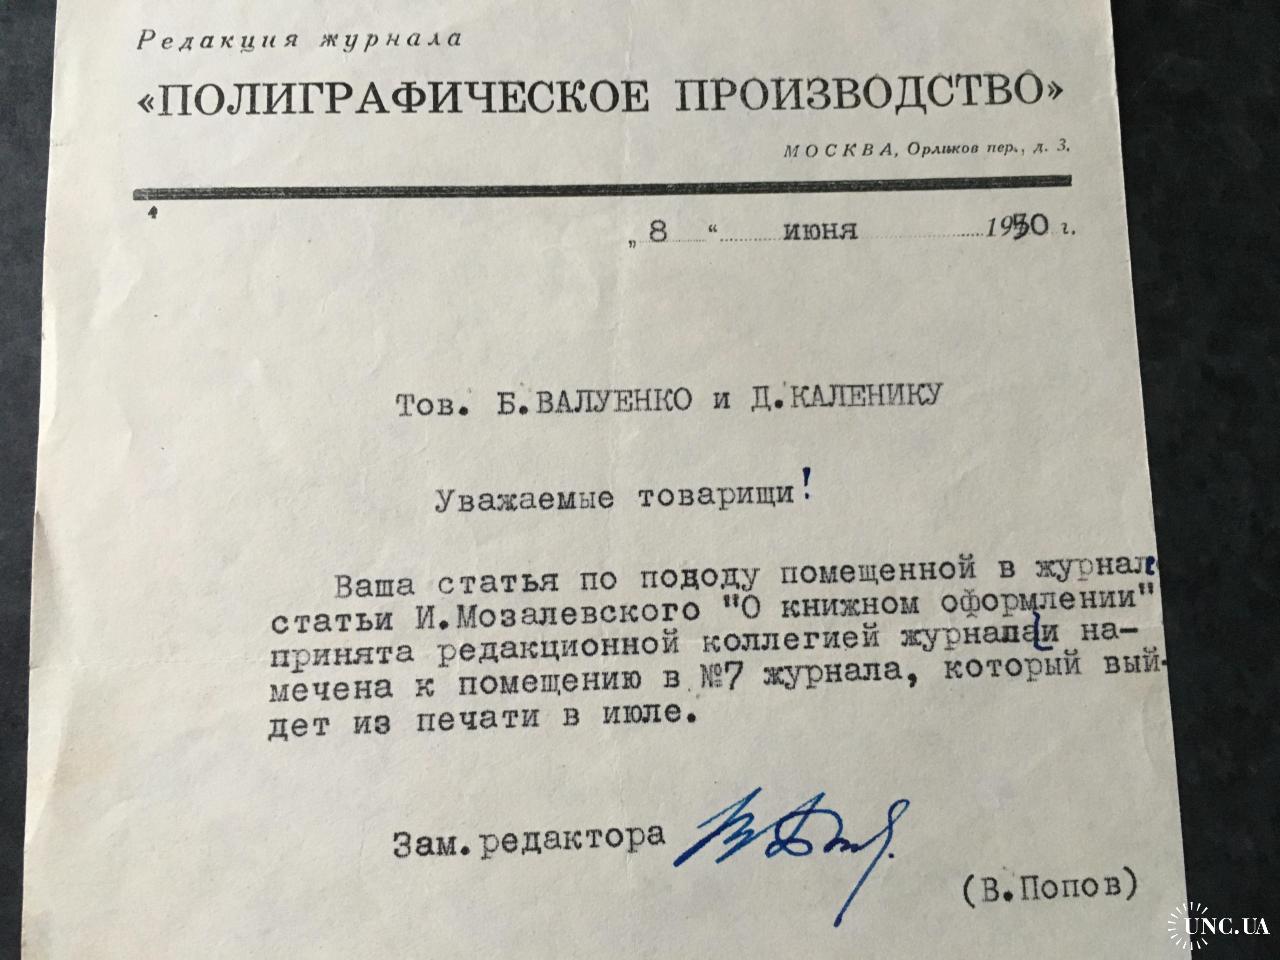 Редакция журнала
«ПОЛИГРАФИЧЕСКОЕ ПРОИЗВОДСТВО»
МОСКВА, Орликов пер., д. 3.
„ 8 “ июня 1950 г.
Тов. Б.ВАЛУЕНКО и Д.КАЛЕНИКУ
Уважаемые товарищи!
Ваша статья по пододу помещенной в журнале
статьи И.Мозалевского "О книжном оформлении"
принята редакционной коллегией журнала и на-
мечена к помещению в №7 журнала, который вый-
дет из печати в июле.
Зам.редактора
(В.Попов)
UNC.UA